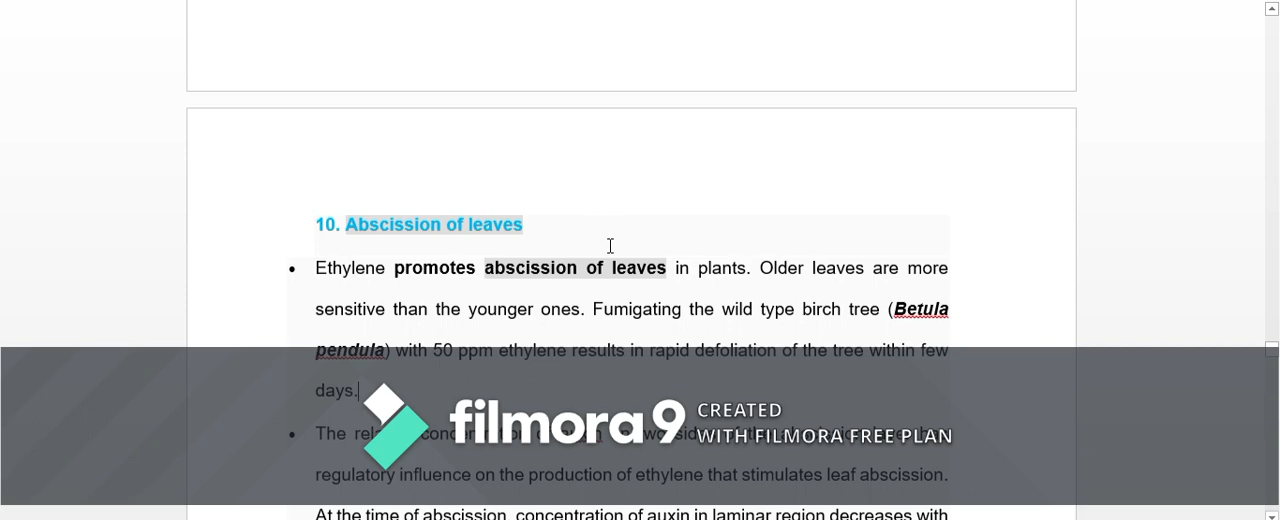 10. Abscission of leaves
• Ethylene promotes abscission of leaves in plants. Older leaves are more
sensitive than the younger ones. Fumigating the wild type birch tree (Betula
pendula) with 50 ppm ethylene results in rapid defoliation of the tree within few
days.
filmora9 CREATED
WITH FILMORA FREE PLAN
• The
regulatory influence on the production of ethylene that stimulates leaf abscission.
At the time of abscission, concentration of auxin in laminar region decreases with